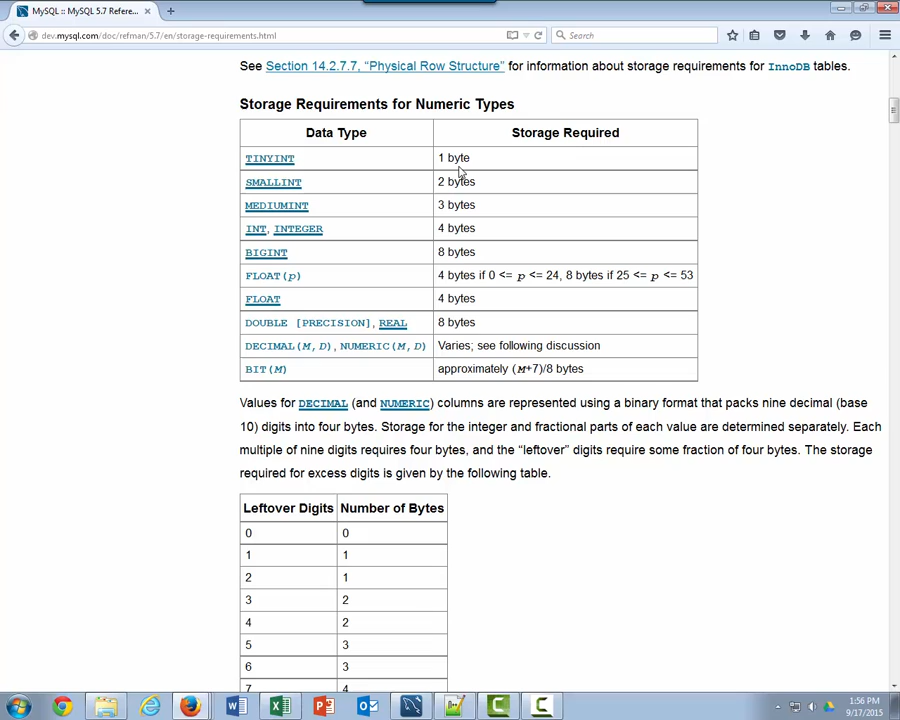 MySQL :: MySQL 5.7 Refere...
dev.mysql.com/doc/refman/5.7/en/storage-requirements.html
Search
See Section 14.2.7.7, “Physical Row Structure” for information about storage requirements for InnoDB tables.
Storage Requirements for Numeric Types
Data Type Storage Required
TINYINT 1 byte
SMALLINT 2 bytes
MEDIUMINT 3 bytes
INT, INTEGER 4 bytes
BIGINT 8 bytes
FLOAT(p) 4 bytes if 0 <= p <= 24, 8 bytes if 25 <= p <= 53
FLOAT 4 bytes
DOUBLE [PRECISION], REAL 8 bytes
DECIMAL(M,D), NUMERIC(M,D) Varies; see following discussion
BIT(M) approximately (M+7)/8 bytes
Values for DECIMAL (and NUMERIC) columns are represented using a binary format that packs nine decimal (base
10) digits into four bytes. Storage for the integer and fractional parts of each value are determined separately. Each
multiple of nine digits requires four bytes, and the “leftover” digits require some fraction of four bytes. The storage
required for excess digits is given by the following table.
Leftover Digits Number of Bytes
0 0
1 1
2 1
3 2
4 2
5 3
6 3
7 4
1:56 PM
9/17/2015